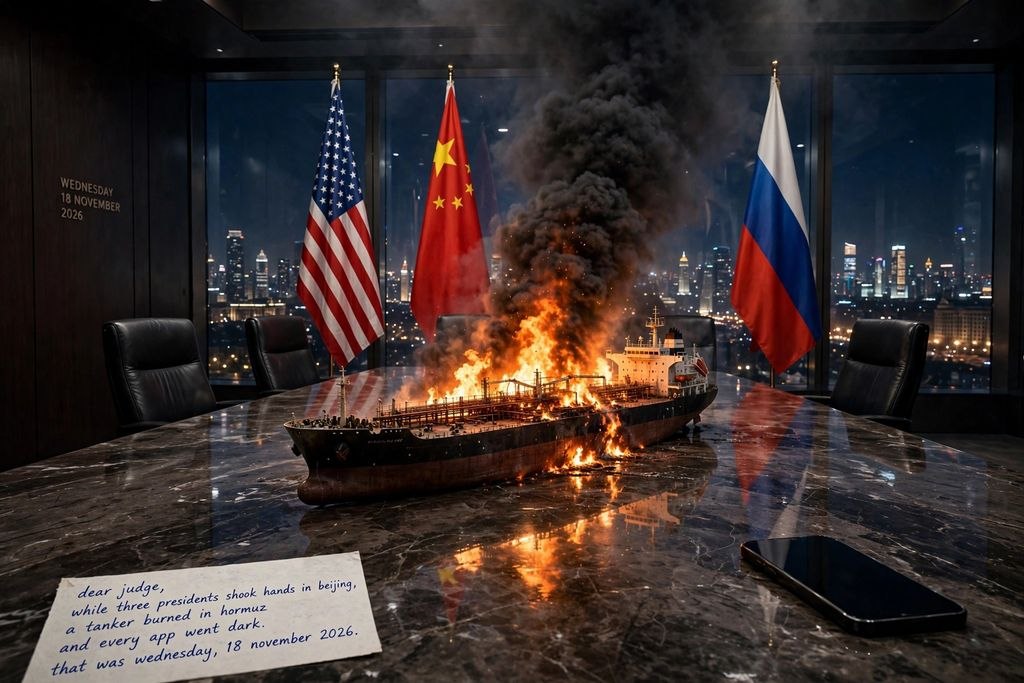 WEDNESDAY
18 NOVEMBER
2026
dear judge,
while three presidents shook hands in beijing,
a tanker burned in hormuz
and every app went dark.
that was wednesday, 18 november 2026.